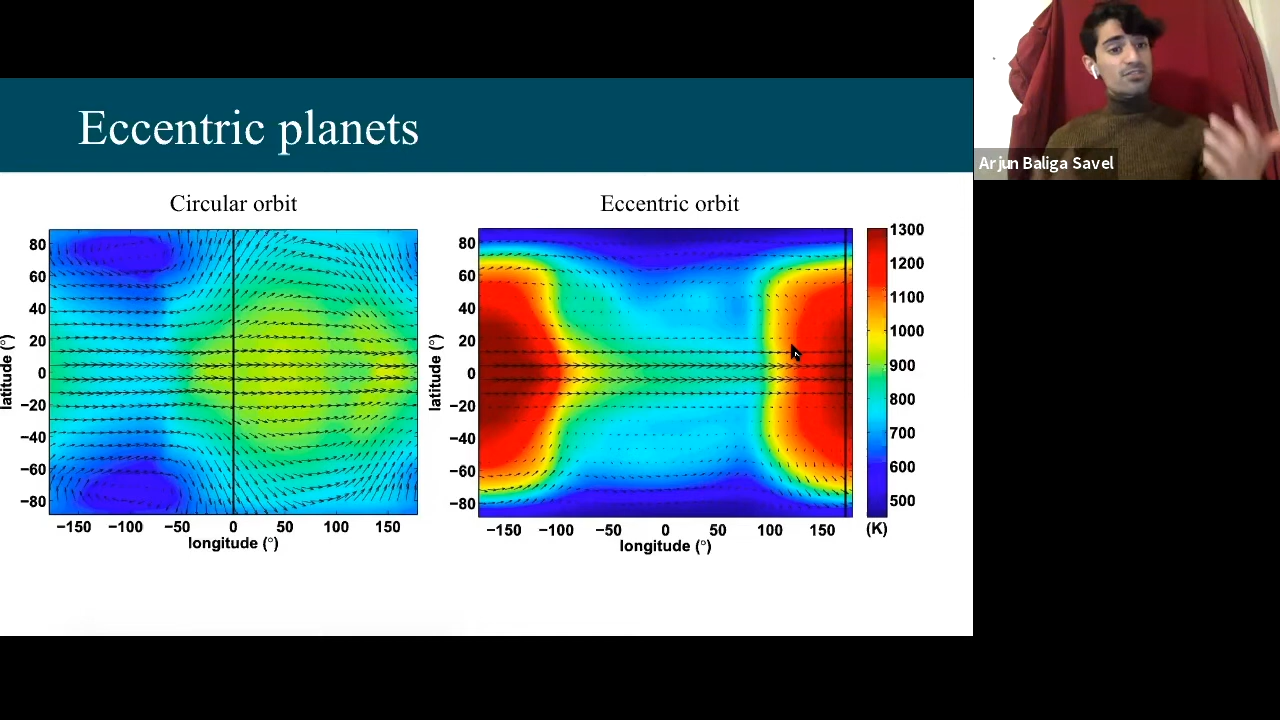 Eccentric planets
Arjun Baliga Savel
Circular orbit
Eccentric orbit
80
60
40
20
0
−20
−40
−60
−80
latitude (°)
−150 −100 −50 0 50 100 150
longitude (°)
80
60
40
20
0
−20
−40
−60
−80
latitude (°)
−150 −100 −50 0 50 100 150
longitude (°)
1300
1200
1100
1000
900
800
700
600
500
(K)